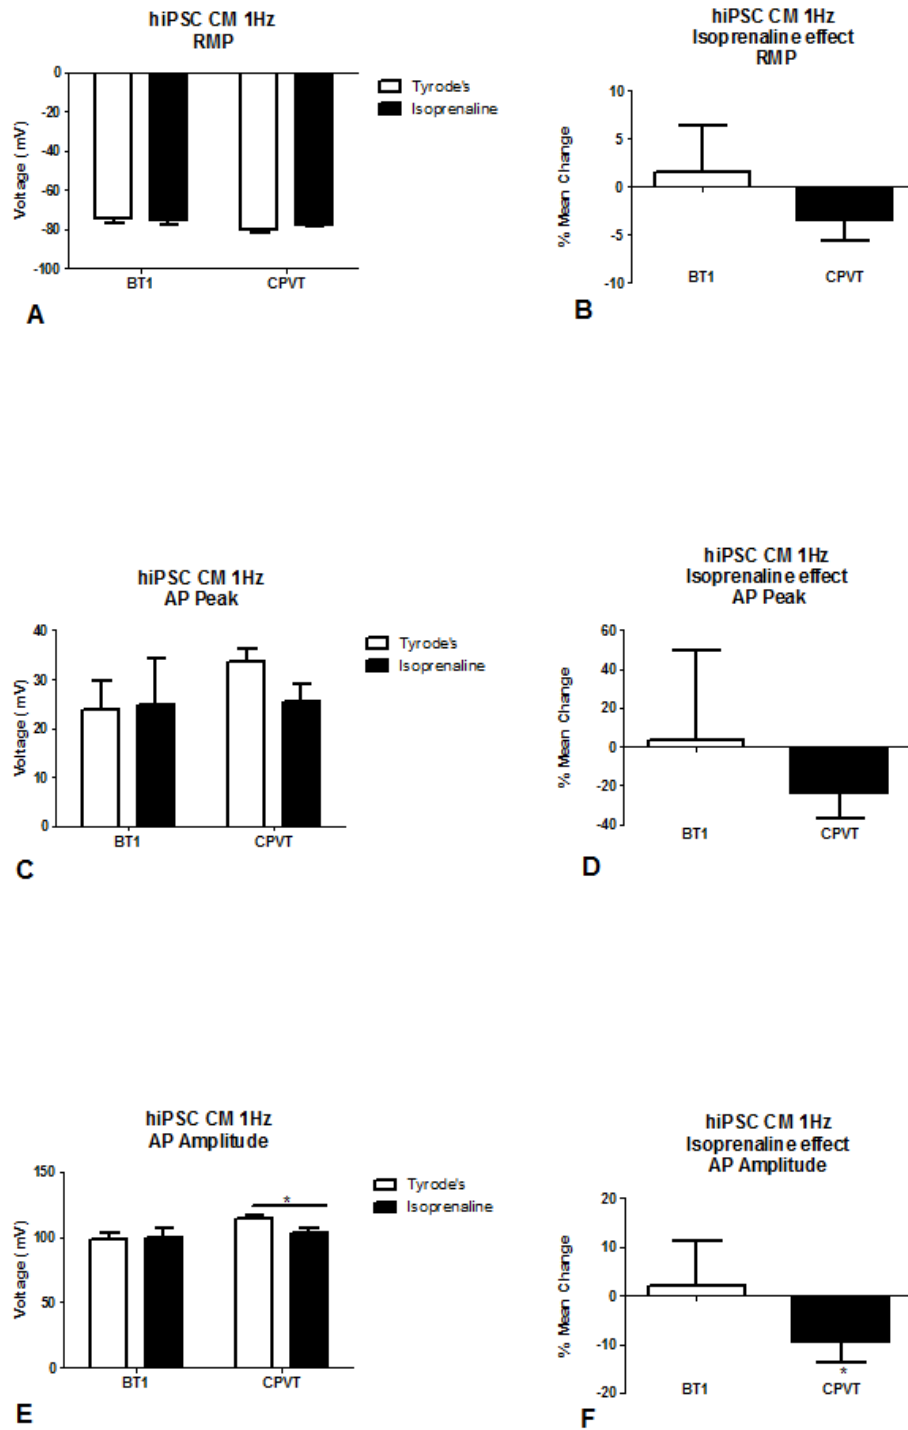 hiPSC CM 1Hz
RMP
0
-20
-40
-60
-80
-100
Voltage (mV)
BT1
CPVT
Tyrode's
Isoprenaline
A
hiPSC CM 1Hz
Isoprenaline effect
RMP
10
5
0
-5
-10
% Mean Change
BT1
CPVT
B
hiPSC CM 1Hz
AP Peak
40
30
20
10
0
Voltage (mV)
BT1
CPVT
Tyrode's
Isoprenaline
C
hiPSC CM 1Hz
Isoprenaline effect
AP Peak
60
40
20
0
-20
-40
% Mean Change
BT1
CPVT
D
hiPSC CM 1Hz
AP Amplitude
150
100
50
0
Voltage (mV)
*
BT1
CPVT
Tyrode's
Isoprenaline
E
hiPSC CM 1Hz
Isoprenaline effect
AP Amplitude
20
10
0
-10
-20
% Mean Change
*
BT1
CPVT
F